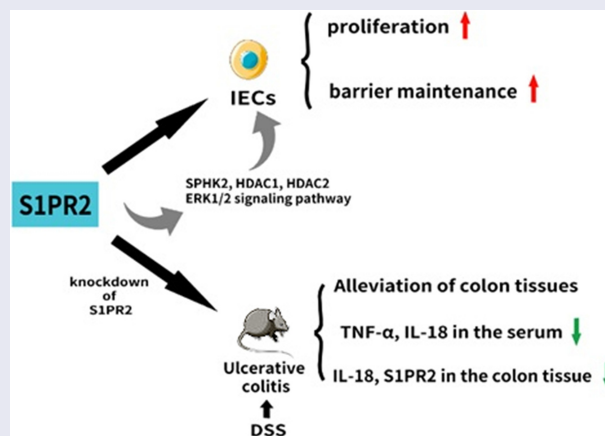 proliferation
IECs
barrier maintenance
SPHK2, HDAC1, HDAC2
ERK1/2 signaling pathway
S1PR2
knockdown
of
S1PR2
Alleviation of colon tissues
TNF-α, IL-18 in the serum
Ulcerative
colitis
IL-18, S1PR2 in the colon tissue
DSS